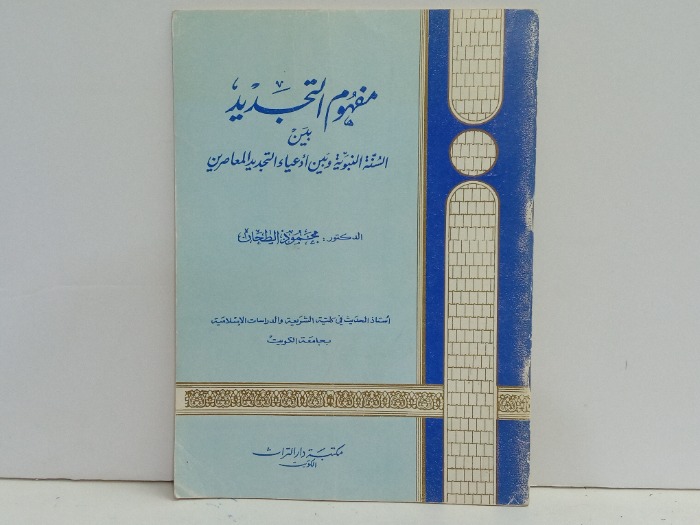 مفهوم التجديد
بين
السنة النبوية وبين أدعياء التجديد المعاصرين
الدكتور: محمود الطحان
أستاذ الحديث في كلية الشريعة والدراسات الإسلامية
بجامعة الكويت
مكتبة دار التراث
الكويت